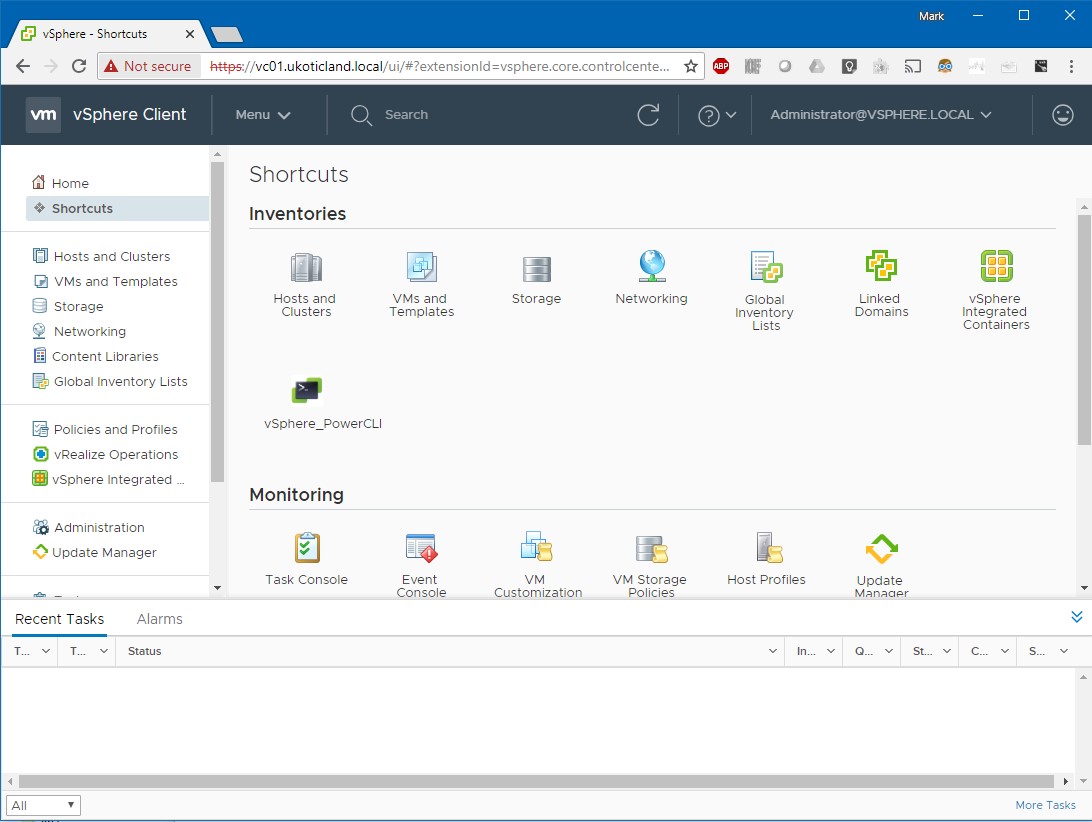 Mark
vSphere - Shortcuts
Not secure
https://vc01.ukoticland.local/ui/#?extensionId=vsphere.core.controlcente...
ABP
vm
vSphere Client
Menu
Search
?
Administrator@VSPHERE.LOCAL
Home
Shortcuts
Hosts and Clusters
VMs and Templates
Storage
Networking
Content Libraries
Global Inventory Lists
Policies and Profiles
vRealize Operations
vSphere Integrated ...
Administration
Update Manager
Shortcuts
Inventories
Hosts and
Clusters
VMs and
Templates
Storage
Networking
Global
Inventory
Lists
Linked
Domains
vSphere
Integrated
Containers
vSphere_PowerCLI
Monitoring
Task Console
Event
Console
VM
Customization
VM Storage
Policies
Host Profiles
Update
Manager
Recent Tasks
Alarms
T...
T...
Status
In...
Q...
St...
C...
S...
All
More Tasks